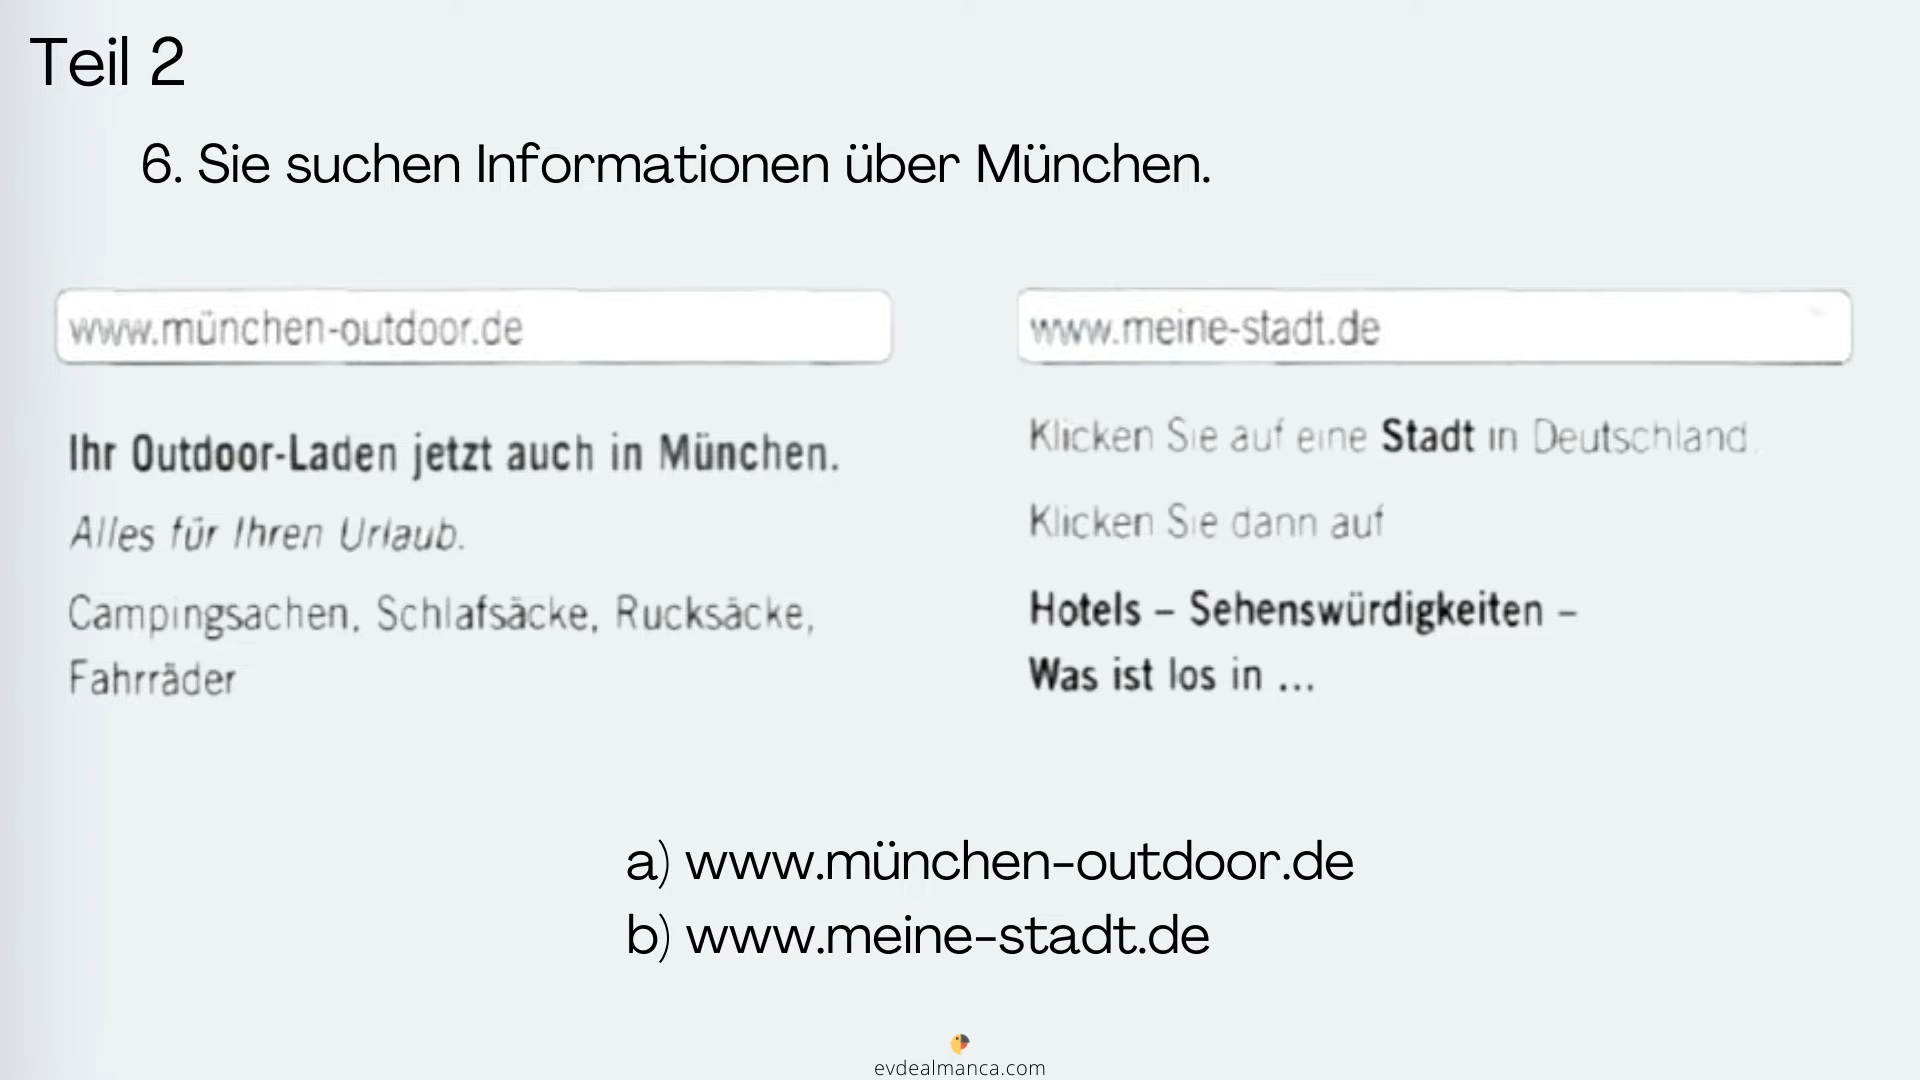 Teil 2
6. Sie suchen Informationen über München.
www.münchen-outdoor.de
Ihr Outdoor-Laden jetzt auch in München.
Alles für Ihren Urlaub.
Campingsachen, Schlafsäcke, Rucksäcke,
Fahrräder
www.meine-stadt.de
Klicken Sie auf eine Stadt in Deutschland.
Klicken Sie dann auf
Hotels – Sehenswürdigkeiten –
Was ist los in ...
a) www.münchen-outdoor.de
b) www.meine-stadt.de
evdealmanca.com